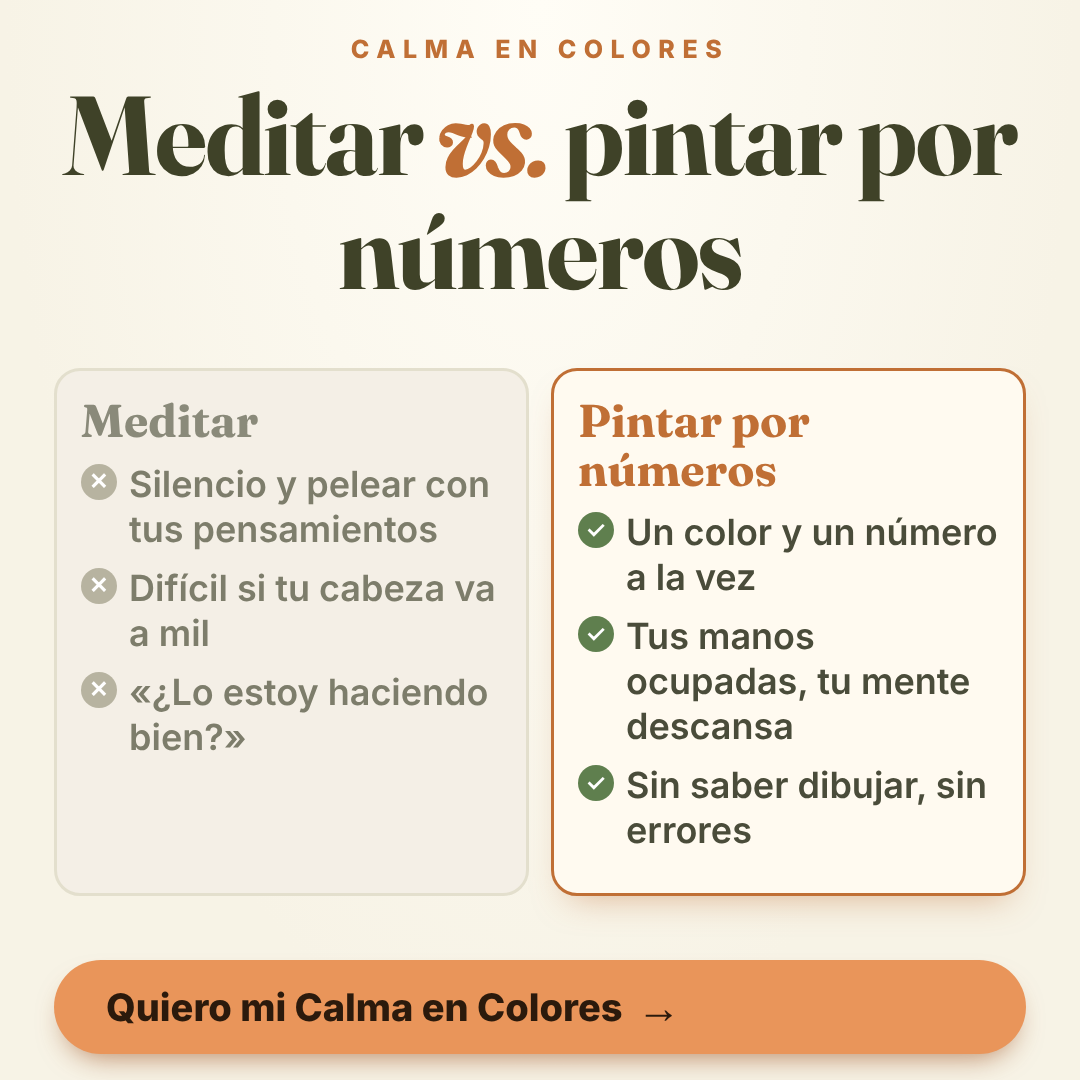 CALMA EN COLORES
Meditar vs. pintar por
números
Meditar
Silencio y pelear con
tus pensamientos
Difícil si tu cabeza va
a mil
«¿Lo estoy haciendo
bien?»
Pintar por
números
Un color y un número
a la vez
Tus manos
ocupadas, tu mente
descansa
Sin saber dibujar, sin
errores
Quiero mi Calma en Colores →